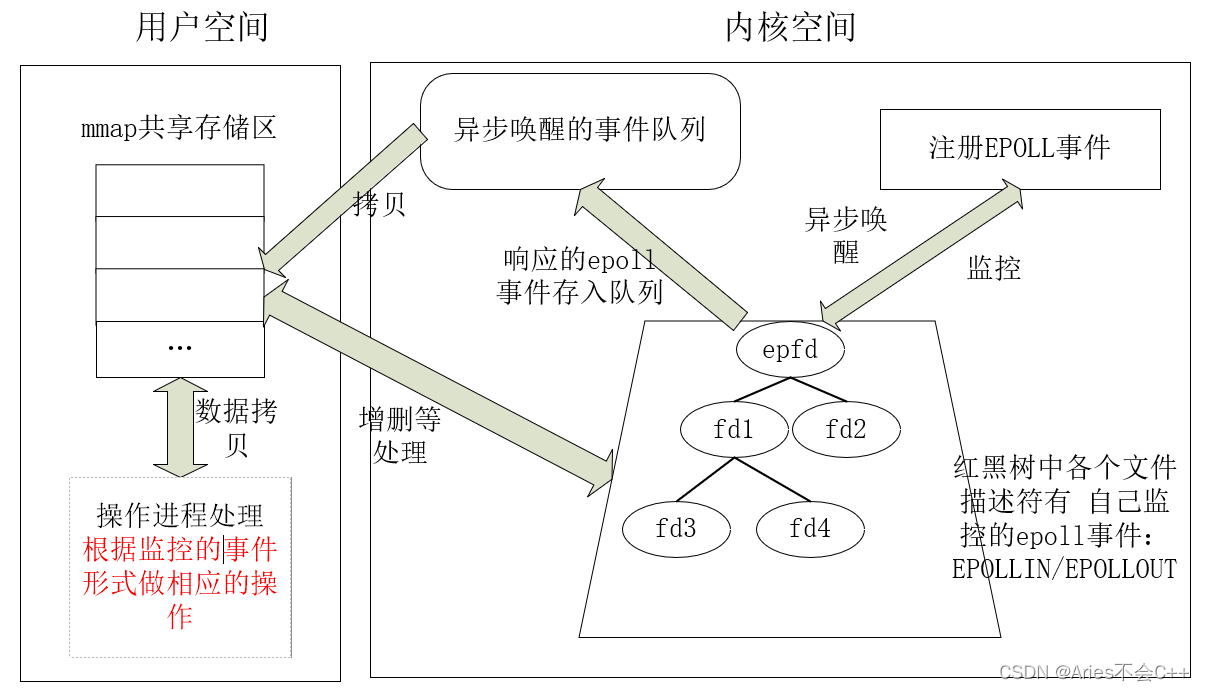 用户空间
内核空间
mmap共享存储区
异步唤醒的事件队列
注册EPOLL事件
拷贝
异步唤
醒
监控
响应的epoll
事件存入队列
...
epfd
fd1
fd2
fd3
fd4
数据拷
贝
增删等
处理
红黑树中各个文件
描述符有 自己监
控的epoll事件：
EPOLLIN/EPOLLOUT
操作进程处理
根据监控的事件
形式做相应的操
作
CSDN @Aries不会C++